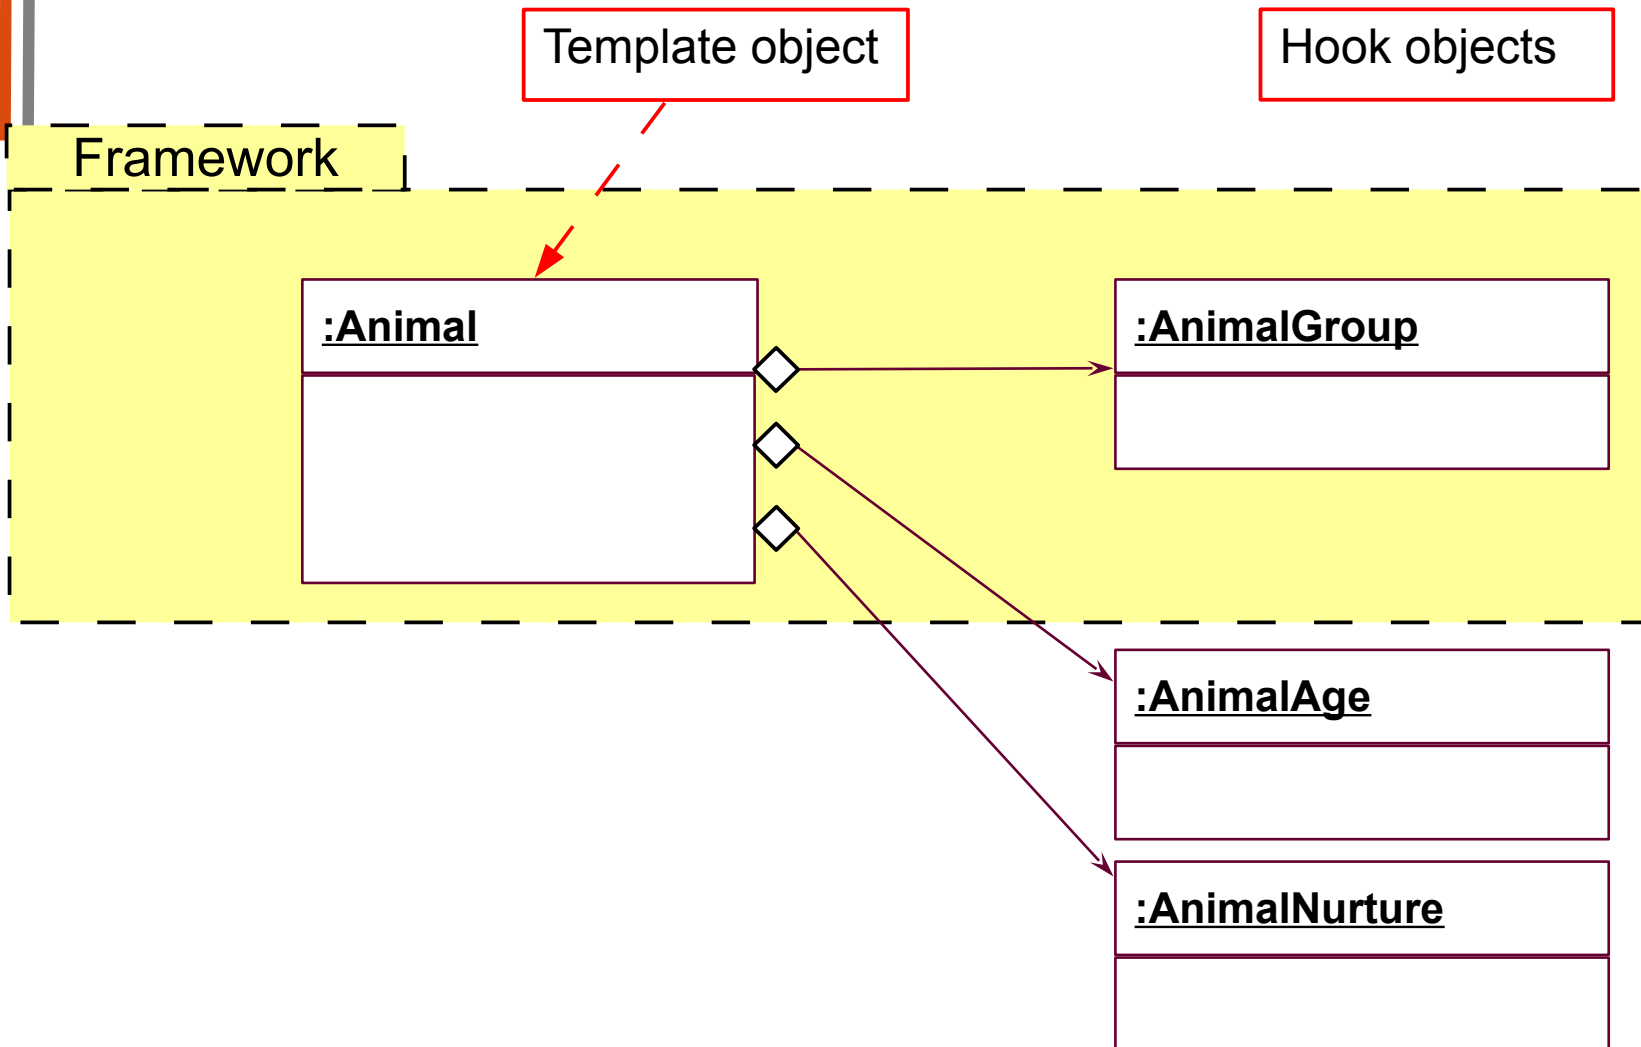 Template object
Hook objects
Framework
:Animal
:AnimalGroup
:AnimalAge
:AnimalNurture